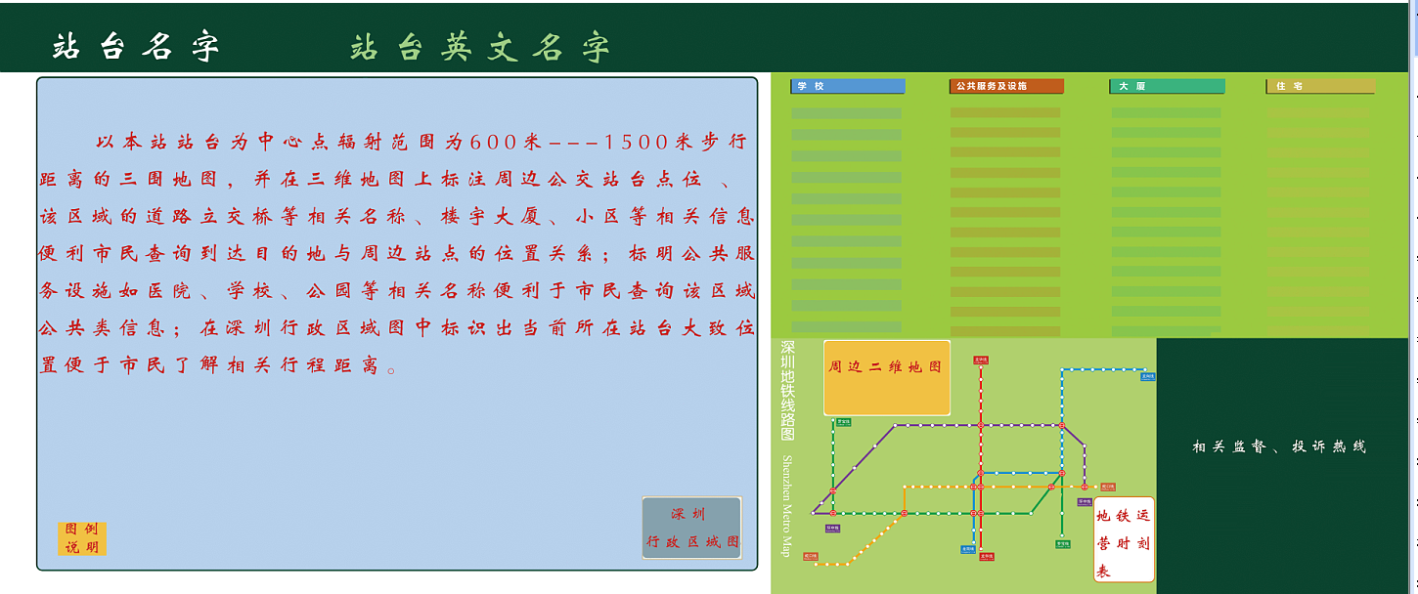 站台名字
站台英文名字
以本站站台为中心点辐射范围为600米---1500米步行
距离的三围地图，并在三维地图上标注周边公交站台点位、
该区域的道路立交桥等相关名称、楼宇大厦、小区等相关信息
便利市民查询到达目的地与周边站点的位置关系；标明公共服
务设施如医院、学校、公园等相关名称便利于市民查询该区域
公共类信息；在深圳行政区域图中标识出当前所在站台大致位
置便于市民了解相关行程距离。
图例
说明
深圳
行政区域图
学校
公共服务及设施
大厦
住宅
深圳地铁线路图 Shenzhen Metro Map
周边二维地图
地铁运
营时刻
表
相关监督、投诉热线